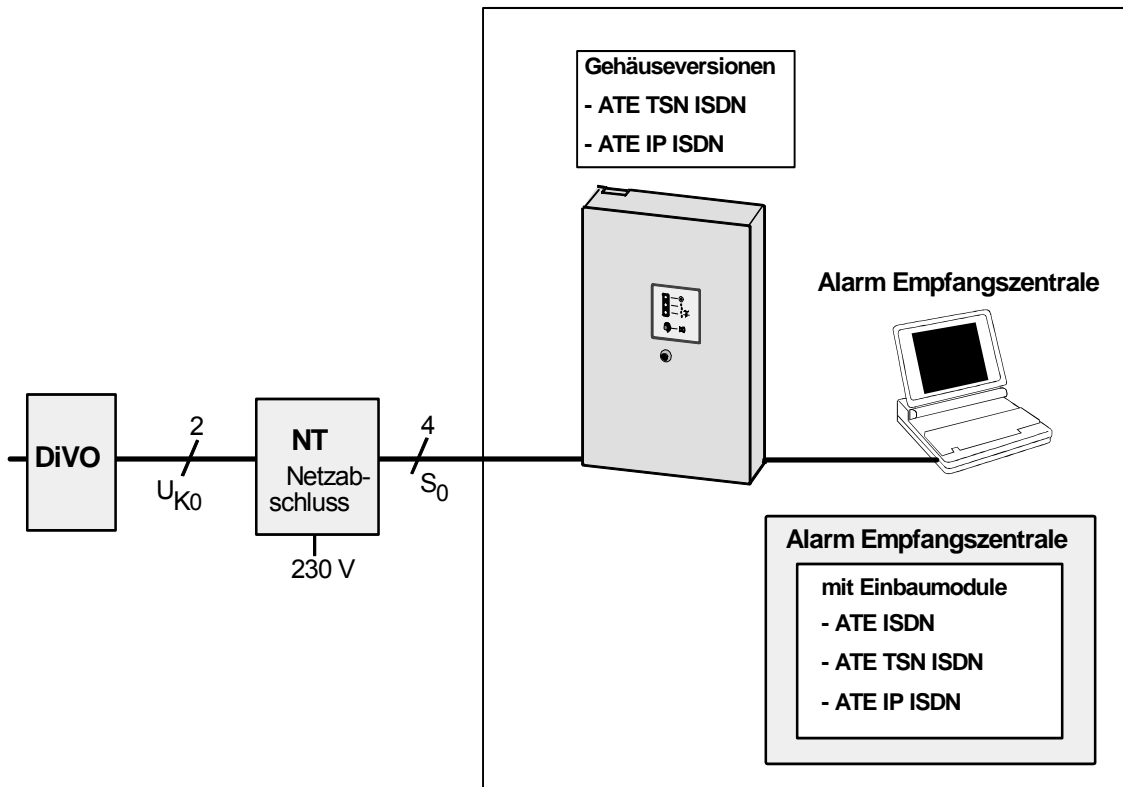 Gehäuseversionen
- ATE TSN ISDN
- ATE IP ISDN
Alarm Empfangszentrale
DiVO
2
UK0
NT
Netzab-
schluss
230 V
4
S0
Alarm Empfangszentrale
mit Einbaumodule
- ATE ISDN
- ATE TSN ISDN
- ATE IP ISDN